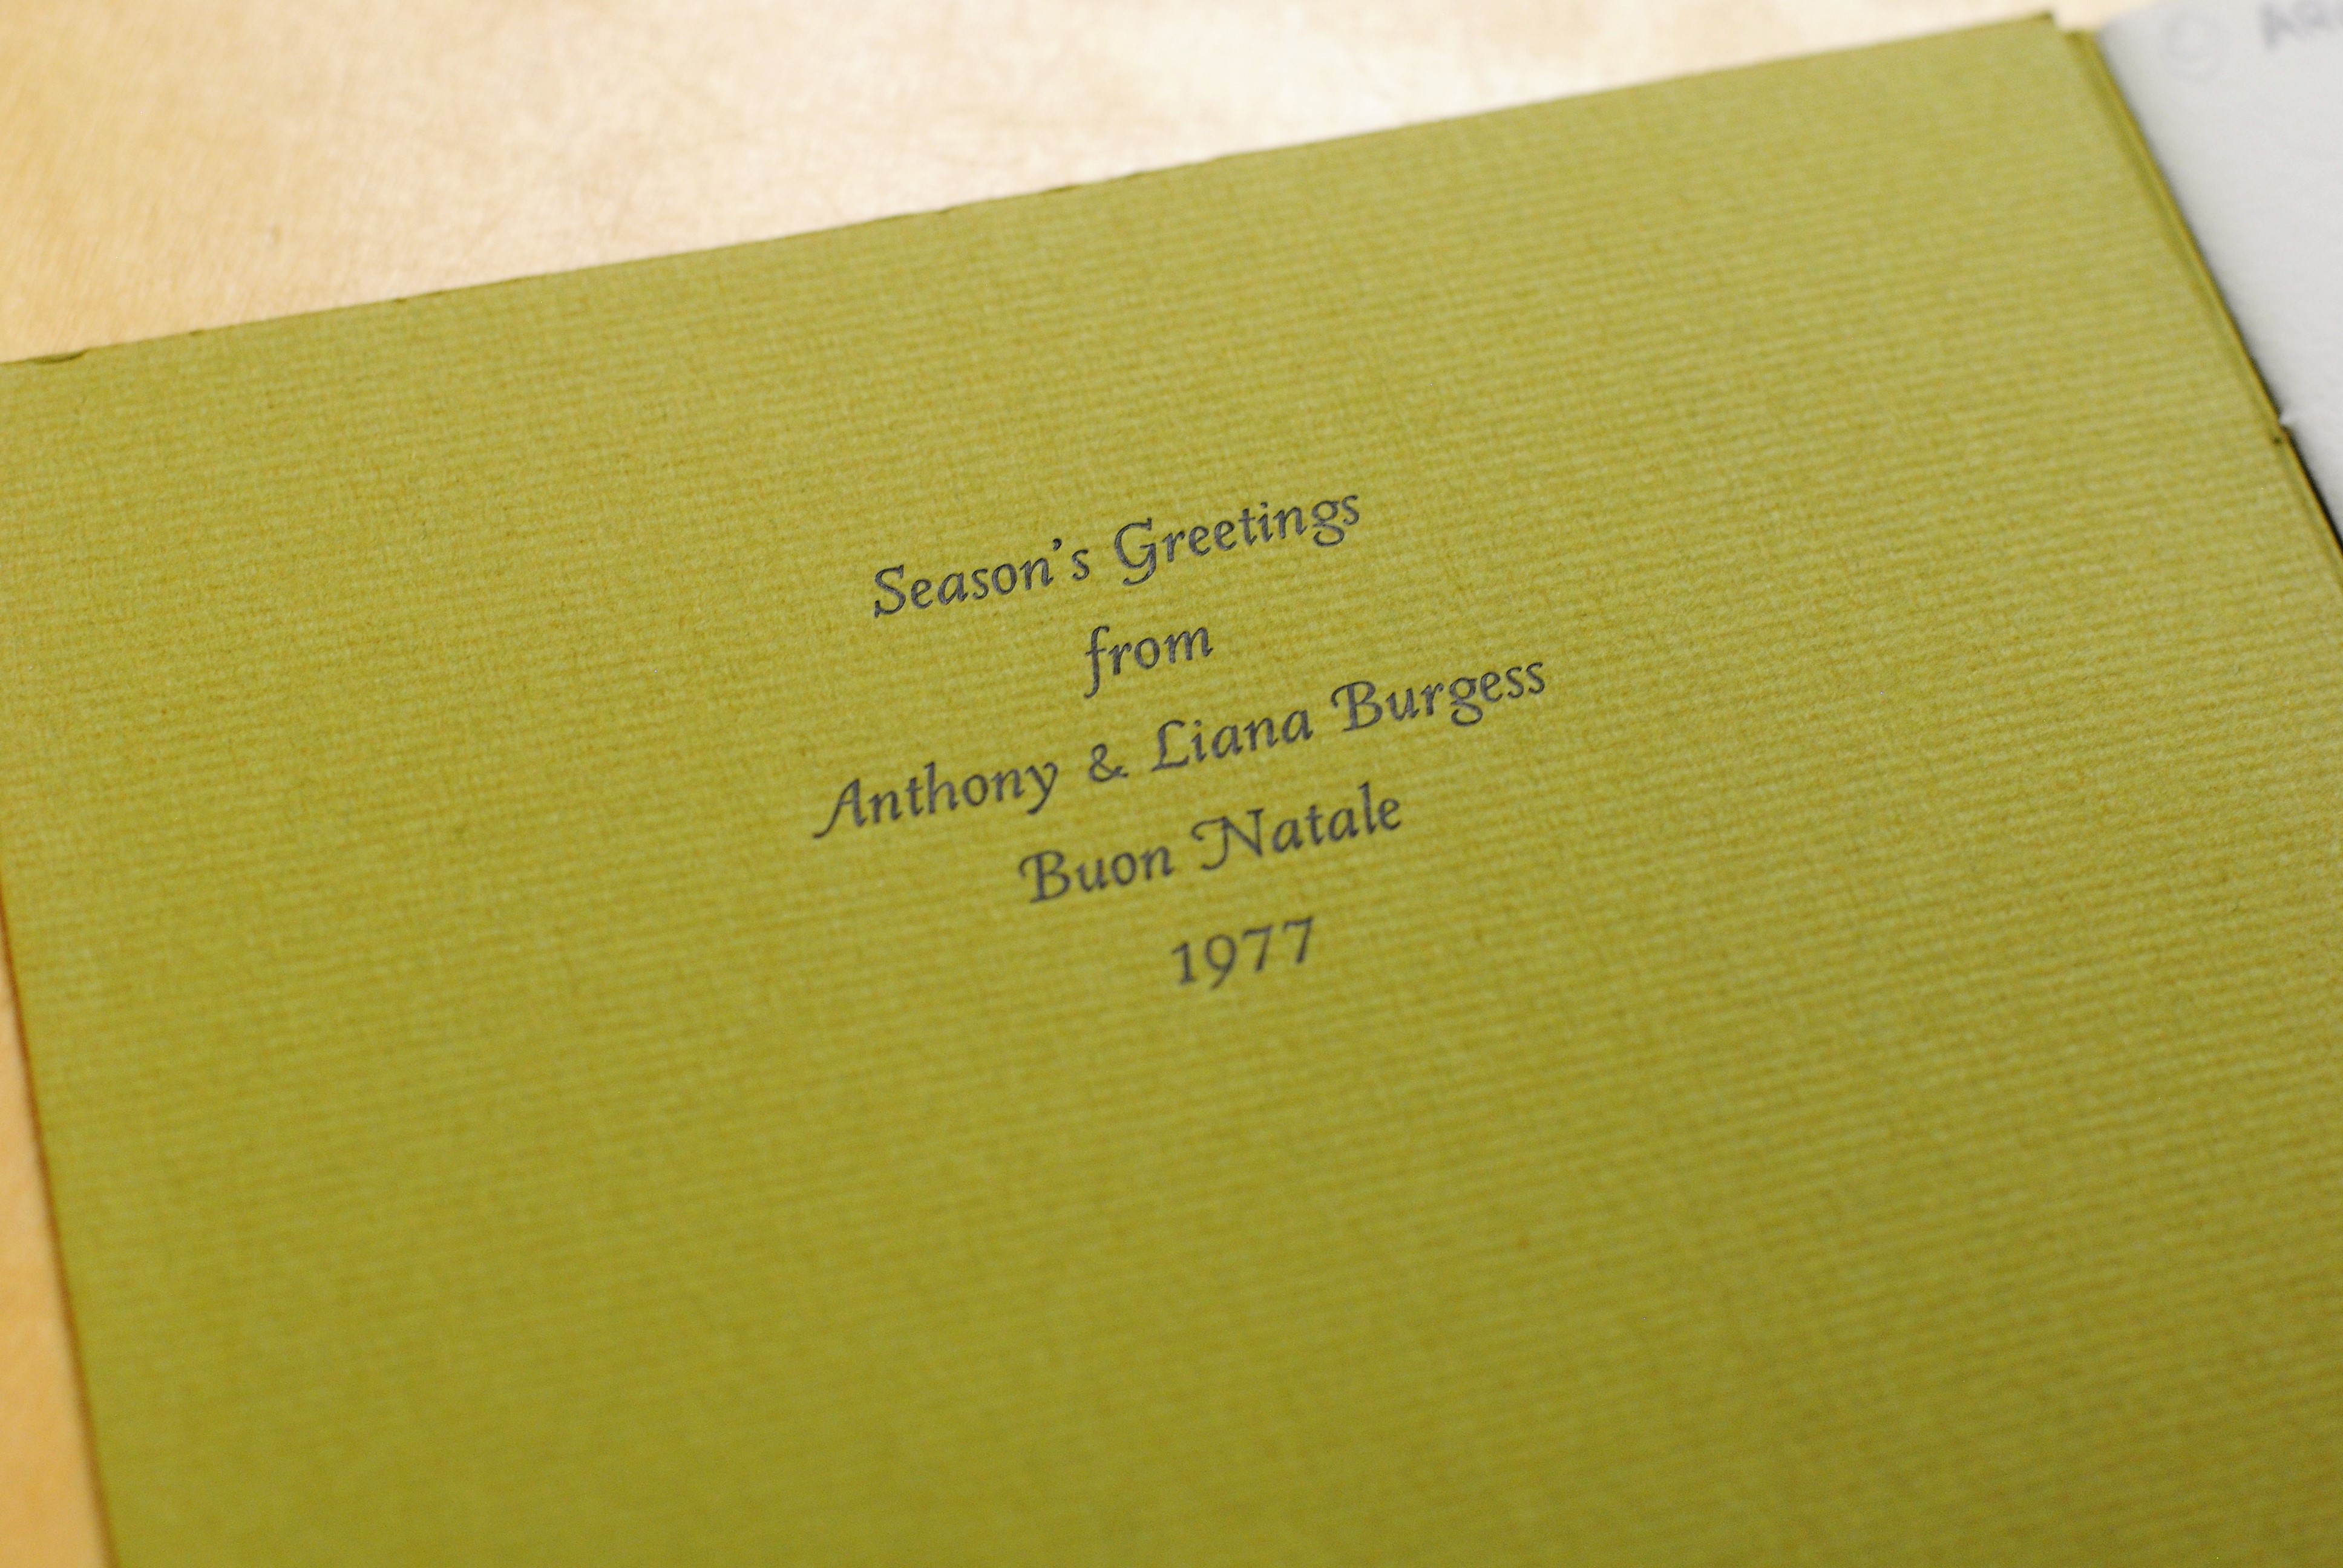 Season's Greetings
from
Anthony & Liana Burgess
Buon Natale
1977